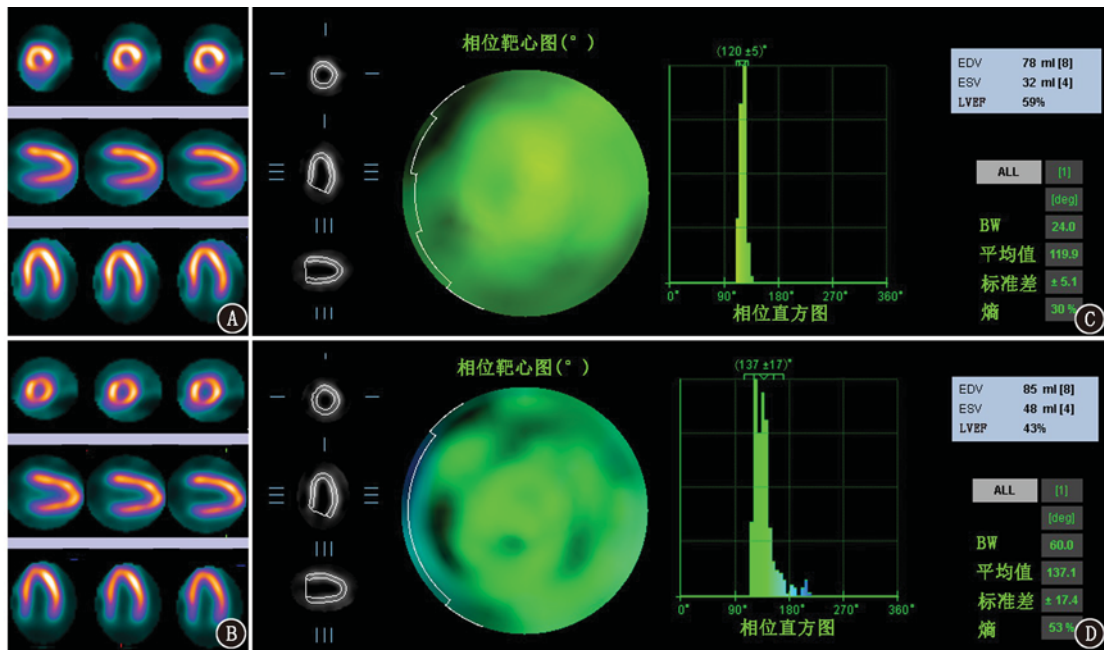 A
相位靶心图(°)
(120 ±5)°
0° 90° 180° 270° 360°
相位直方图
EDV 78 ml [8]
ESV 32 ml [4]
LVEF 59%
ALL [1]
[deg]
BW 24.0
平均值 119.9
标准差 ± 5.1
熵 30 %
C
B
相位靶心图(°)
(137 ±17)°
0° 90° 180° 270° 360°
相位直方图
EDV 85 ml [8]
ESV 48 ml [4]
LVEF 43%
ALL [1]
[deg]
BW 60.0
平均值 137.1
标准差 ± 17.4
熵 53 %
D